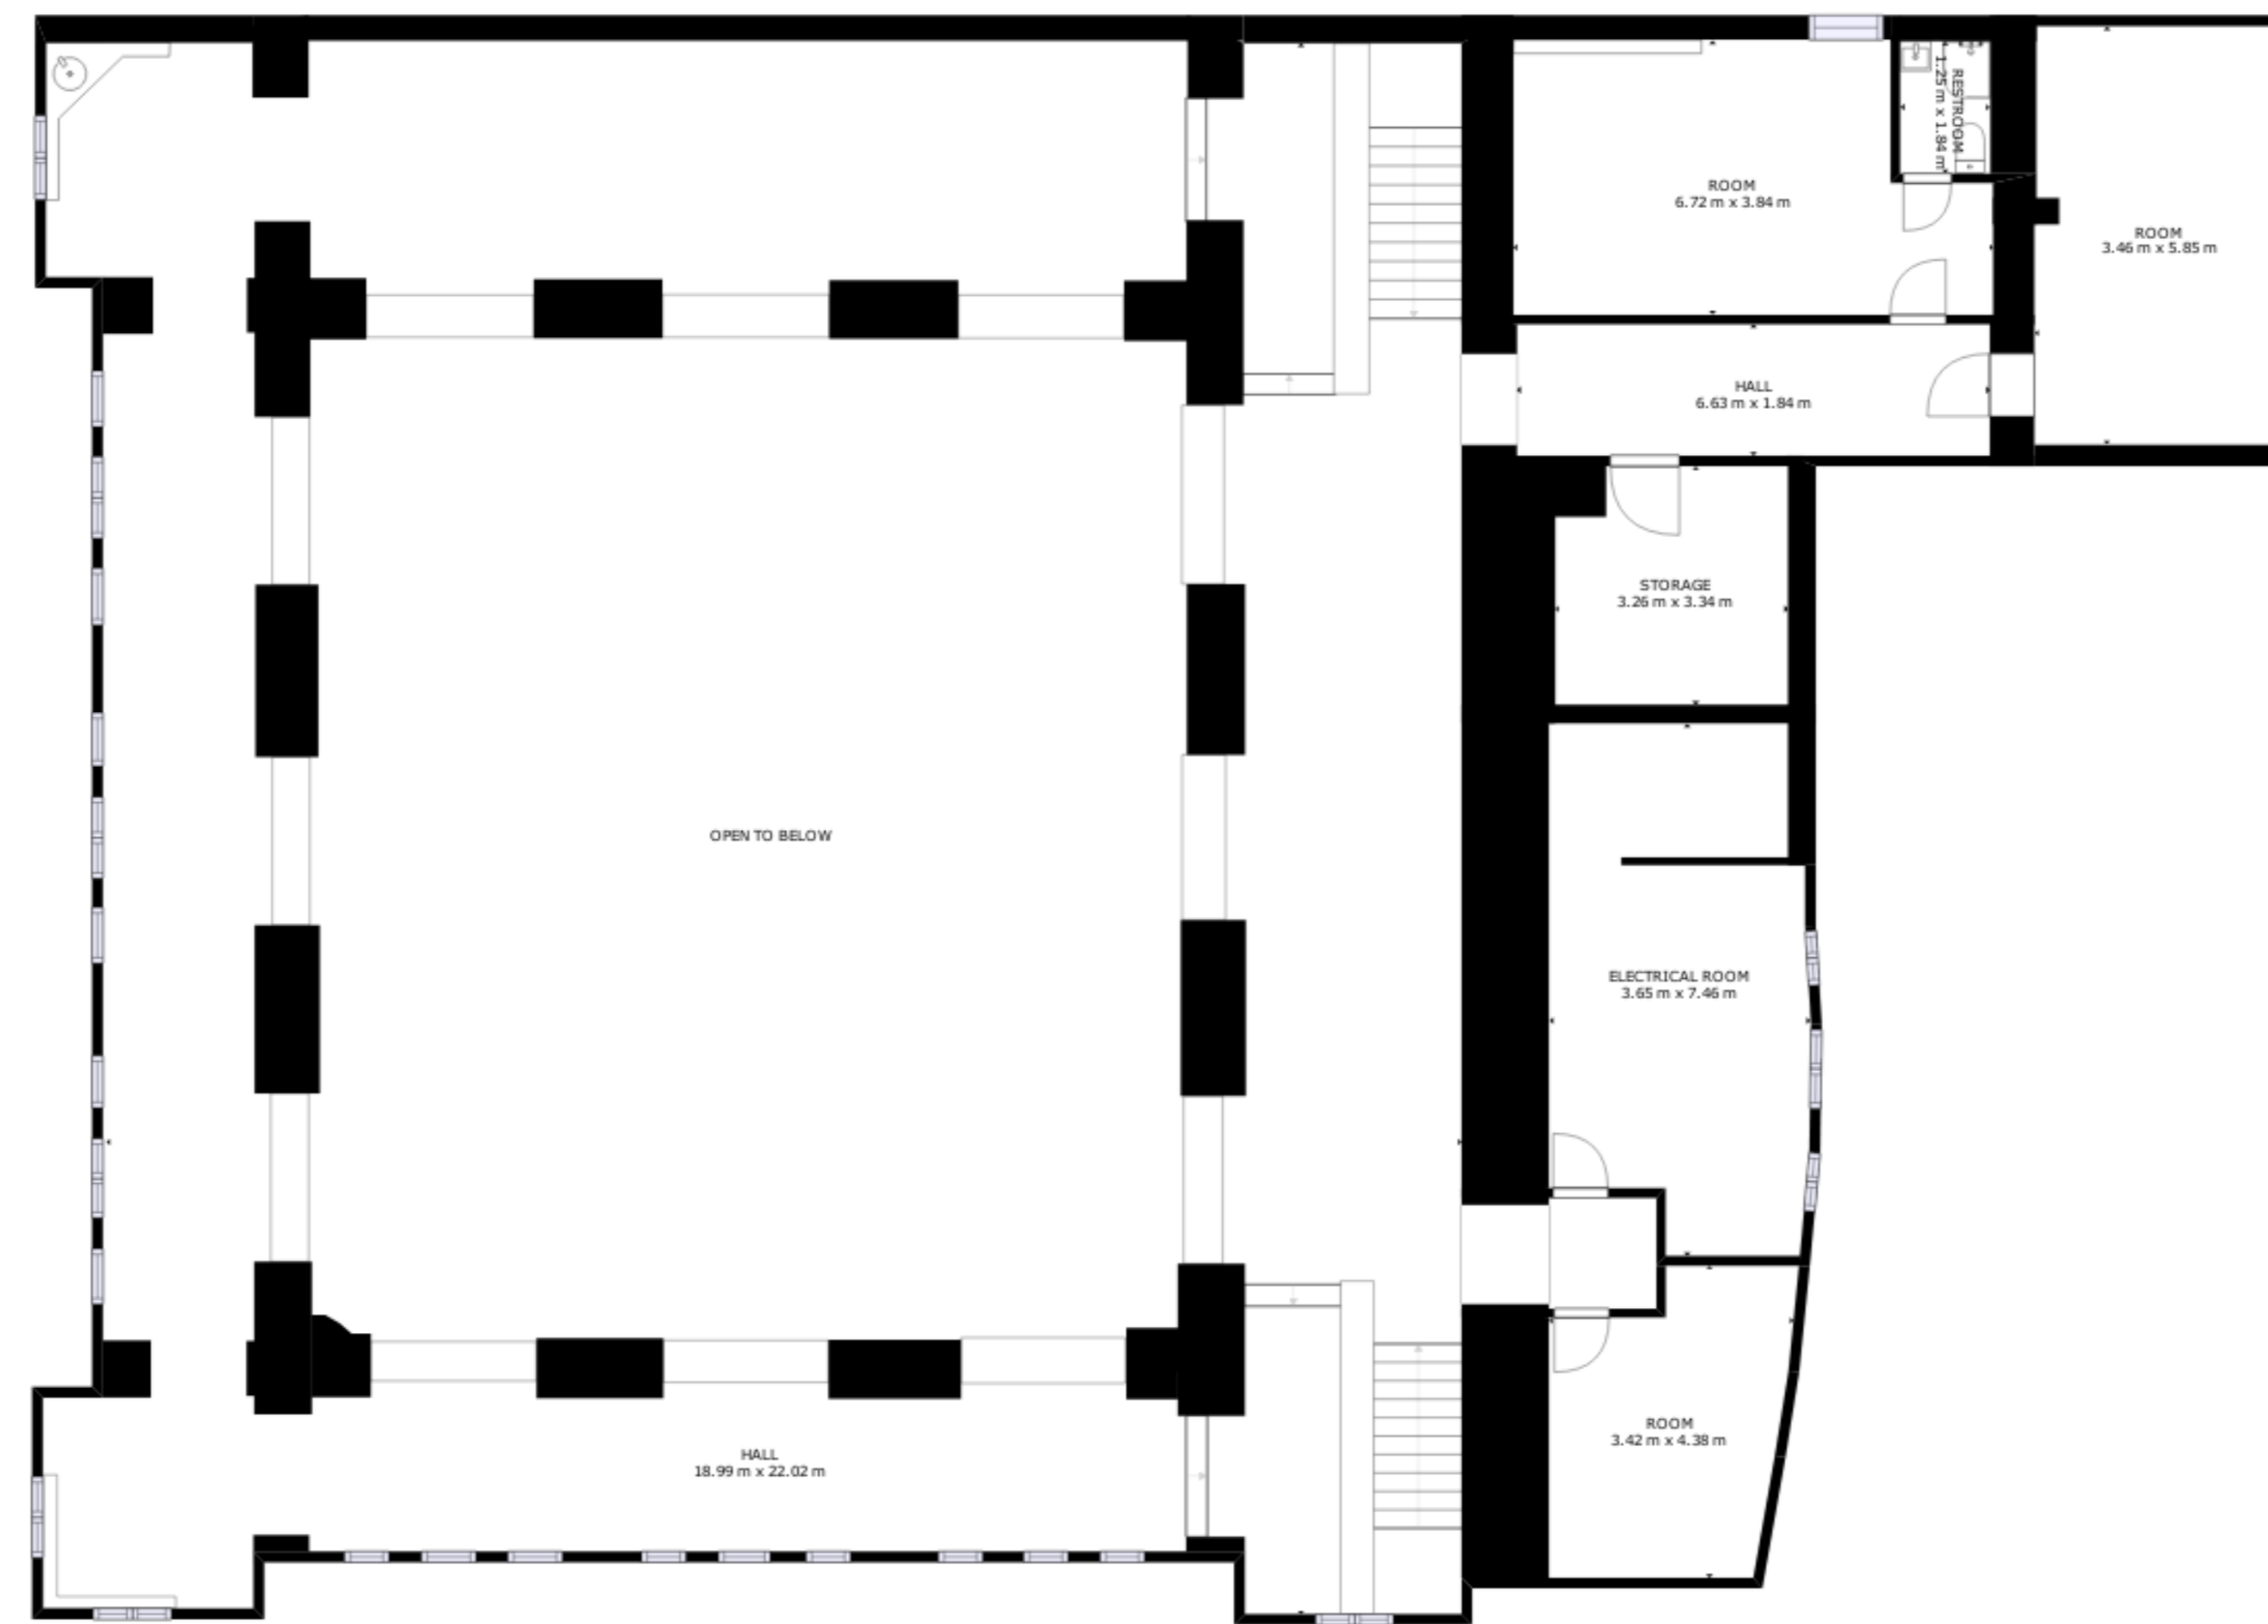 RESTROOM
1.25 m x 1.84 m
ROOM
6.72 m x 3.84 m
ROOM
3.46 m x 5.85 m
HALL
6.63 m x 1.84 m
STORAGE
3.26 m x 3.34 m
OPEN TO BELOW
ELECTRICAL ROOM
3.65 m x 7.46 m
ROOM
3.42 m x 4.38 m
HALL
18.99 m x 22.02 m